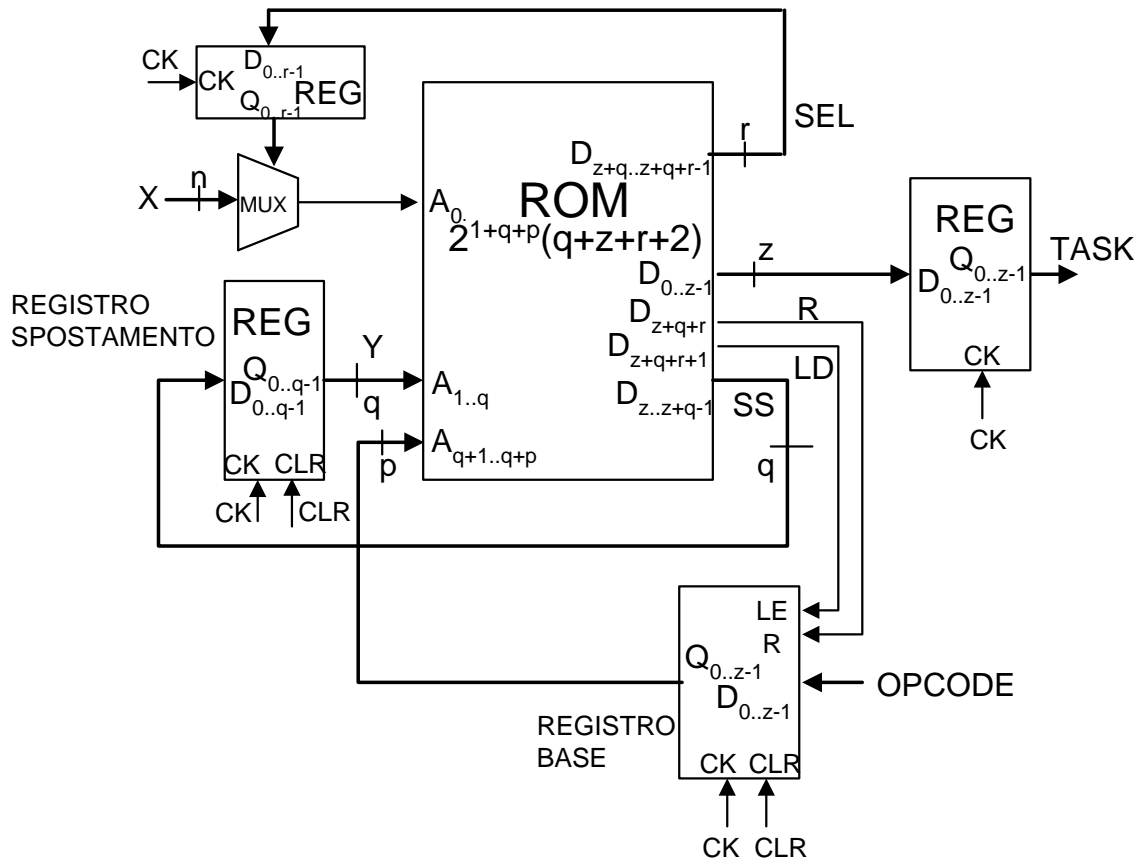 SEL
r
CK
D0..r-1
CK
REG
Q0..r-1
X
n
MUX
A0.
Dz+q..z+q+r-1
ROM
2^1+q+p(q+z+r+2)
z
D0..z-1
REG
Q0..z-1
D0..z-1
CK
CK
TASK
REGISTRO
SPOSTAMENTO
REG
Q0..q-1
D0..q-1
CK CLR
CK
CLR
Y
q
A1..q
p
Aq+1..q+p
R
Dz+q+r
Dz+q+r+1
LD
Dz..z+q-1
SS
q
LE
R
Q0..z-1
D0..z-1
OPCODE
REGISTRO
BASE
CK CLR
CK CLR